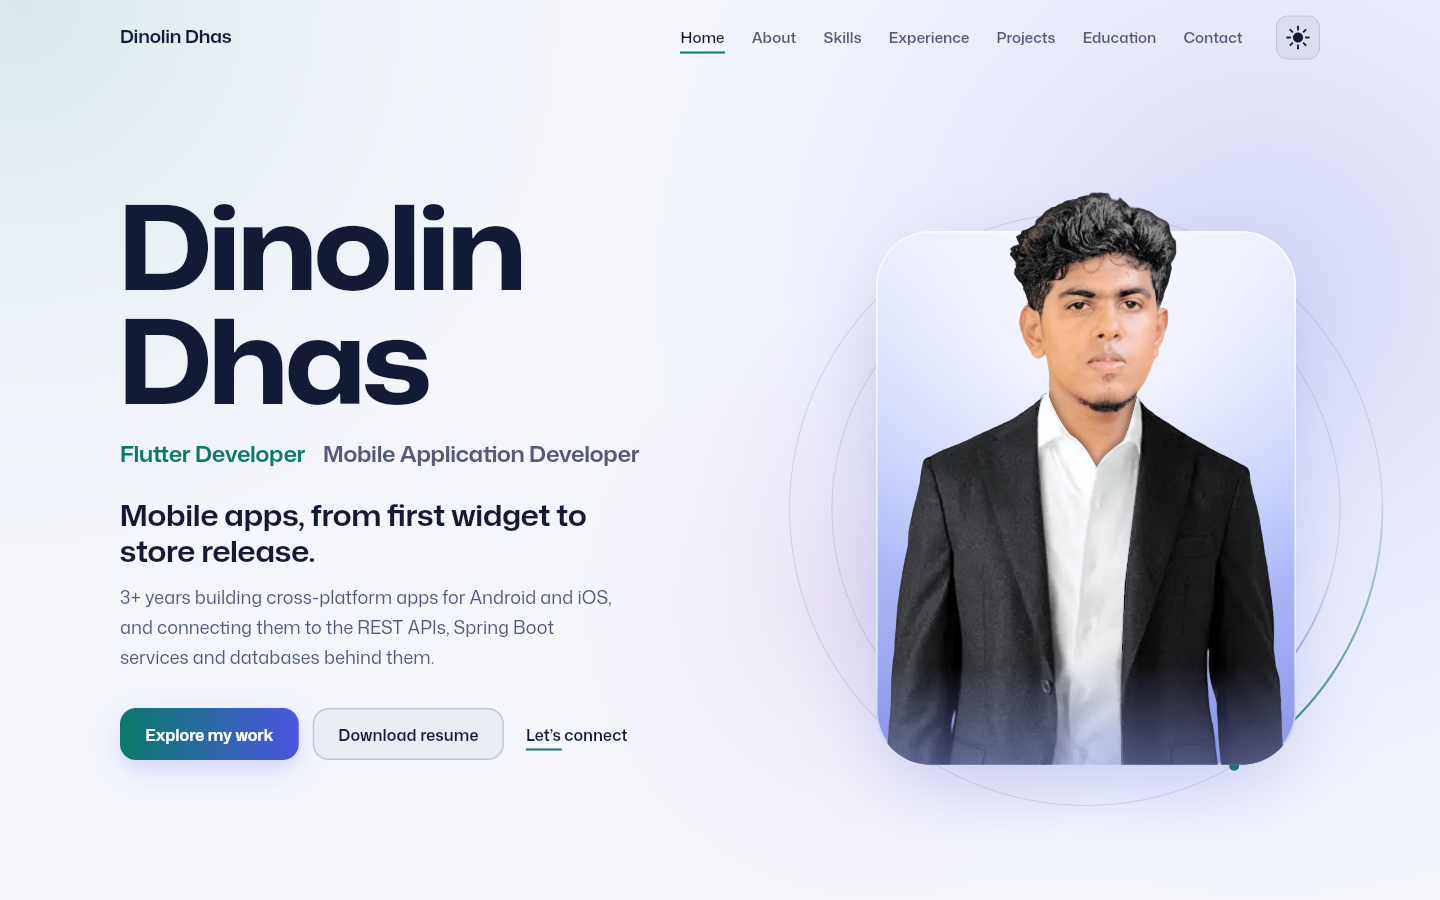 Dinolin Dhas
Home About Skills Experience Projects Education Contact
Dinolin
Dhas
Flutter Developer Mobile Application Developer
Mobile apps, from first widget to
store release.
3+ years building cross-platform apps for Android and iOS,
and connecting them to the REST APIs, Spring Boot
services and databases behind them.
Explore my work Download resume Let's connect